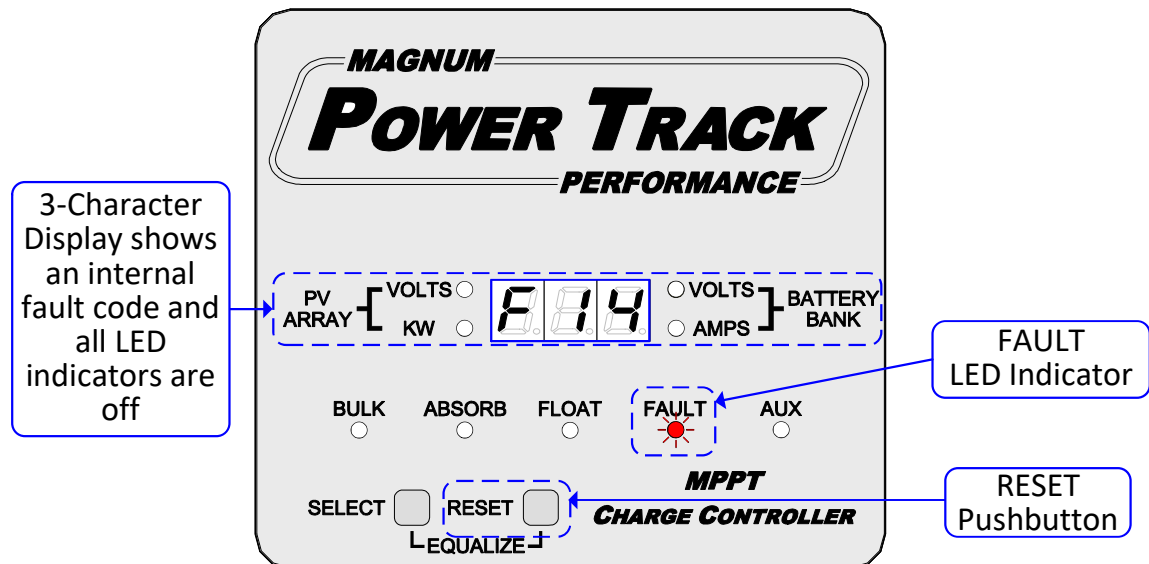 MAGNUM
POWER TRACK
PERFORMANCE
3-Character
Display shows
an internal
fault code and
all LED
indicators are
off
PV
ARRAY
VOLTS
KW
F 14
VOLTS
AMPS
BATTERY
BANK
FAULT
LED Indicator
BULK
ABSORB
FLOAT
FAULT
AUX
MPPT
CHARGE CONTROLLER
SELECT
RESET
EQUALIZE
RESET
Pushbutton